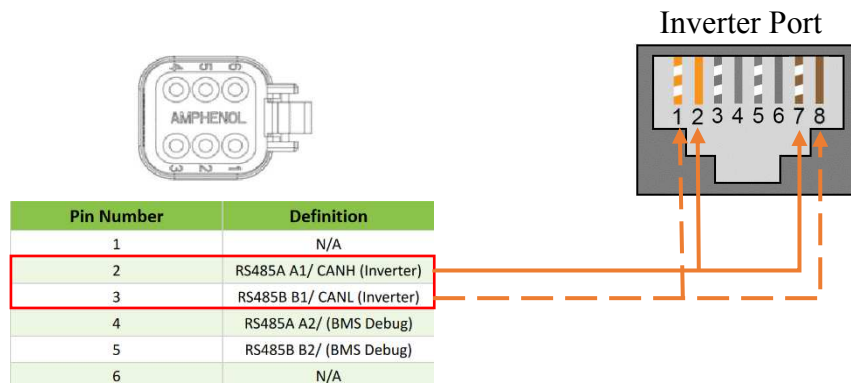 Inverter Port
4 5 6
AMPHENOL
3 2 1
1 2 3 4 5 6 7 8
Pin Number Definition
1 N/A
2 RS485A A1/ CANH (Inverter)
3 RS485B B1/ CANL (Inverter)
4 RS485A A2/ (BMS Debug)
5 RS485B B2/ (BMS Debug)
6 N/A